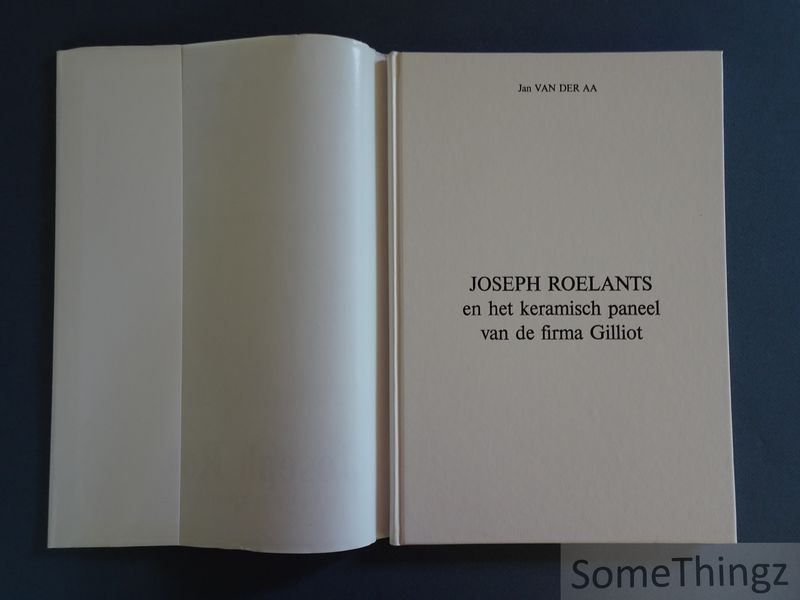 Jan VAN DER AA
JOSEPH ROELANTS
en het keramisch paneel
van de firma Gilliot
SomeThingz